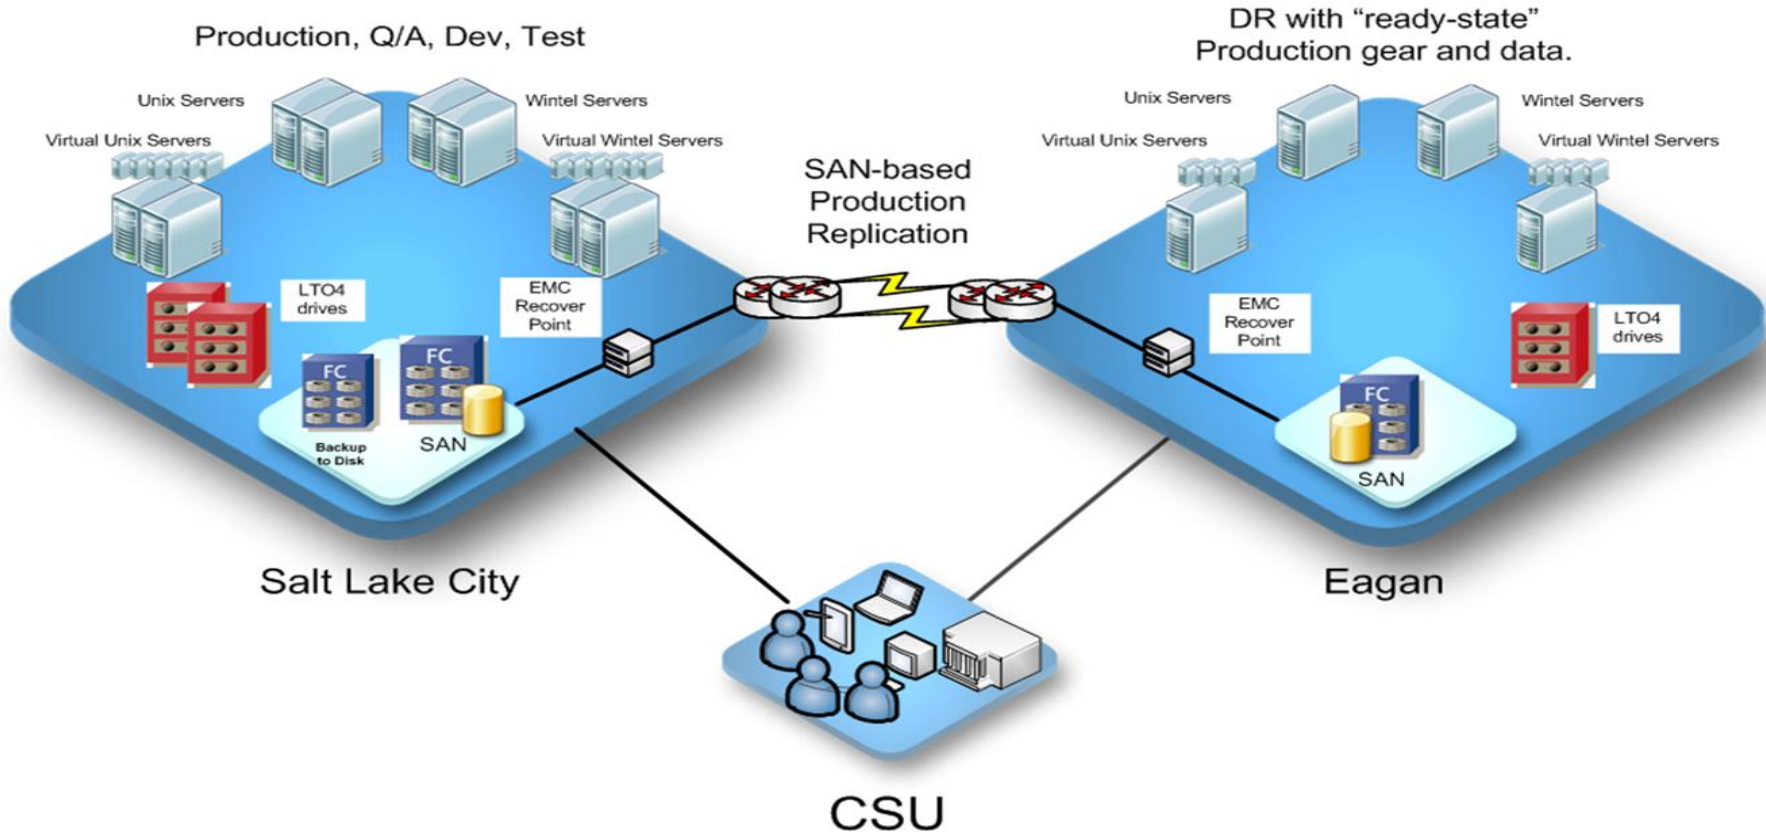 Production, Q/A, Dev, Test
DR with “ready-state”
Production gear and data.
Unix Servers
Wintel Servers
Virtual Unix Servers
Virtual Wintel Servers
LTO4
drives
EMC
Recover
Point
FC
FC
Backup
to Disk
SAN
Salt Lake City
SAN-based
Production
Replication
Unix Servers
Wintel Servers
Virtual Unix Servers
Virtual Wintel Servers
EMC
Recover
Point
LTO4
drives
FC
SAN
Eagan
CSU